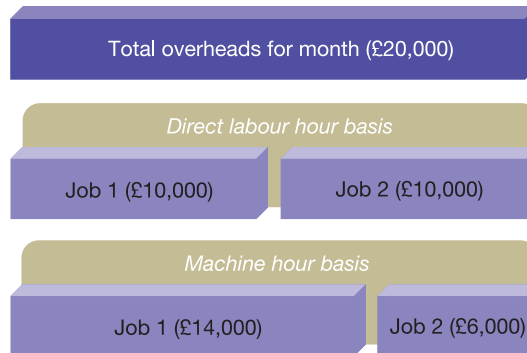 Total overheads for month (£20,000)
Direct labour hour basis
Job 1 (£10,000)
Job 2 (£10,000)
Machine hour basis
Job 1 (£14,000)
Job 2 (£6,000)